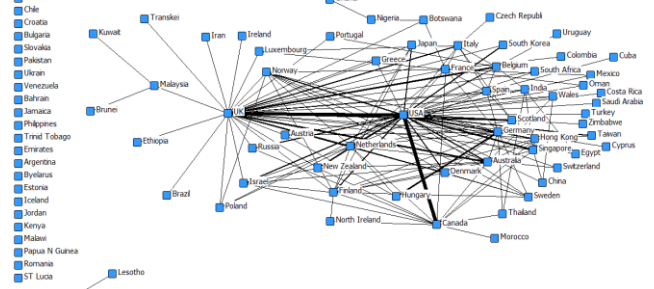 Chile
Croatia
Bulgaria
Slovakia
Pakistan
Ukran
Venezuela
Bahrain
Jamaica
Philippines
Trinid Tobago
Emirates
Argentina
Byelarus
Estonia
Iceland
Jordan
Kenya
Malawi
Papua N Guinea
Romania
ST Lucia
Transkei
Kuwait
Iran
Ireland
Luxembourg
Portugal
Nigeria
Botswana
Czech Republi
Uruguay
Japan
Italy
South Korea
Greece
Norway
France
Belgium
Colombia
Cuba
South Africa
Mexico
Oman
Malaysia
Span
India
Wales
Costa Rica
Saudi Arabia
Brunei
UK
USA
Scotland
Turkey
Zimbabwe
Ethiopia
Austria
Germany
Hong Kong
Taiwan
Russia
Netherlands
Singapore
Egypt
Cyprus
New Zealand
Australia
Switzerland
Denmark
Israel
Finland
Hungary
China
Brazil
Sweden
Poland
North Ireland
Canada
Thailand
Morocco
Lesotho